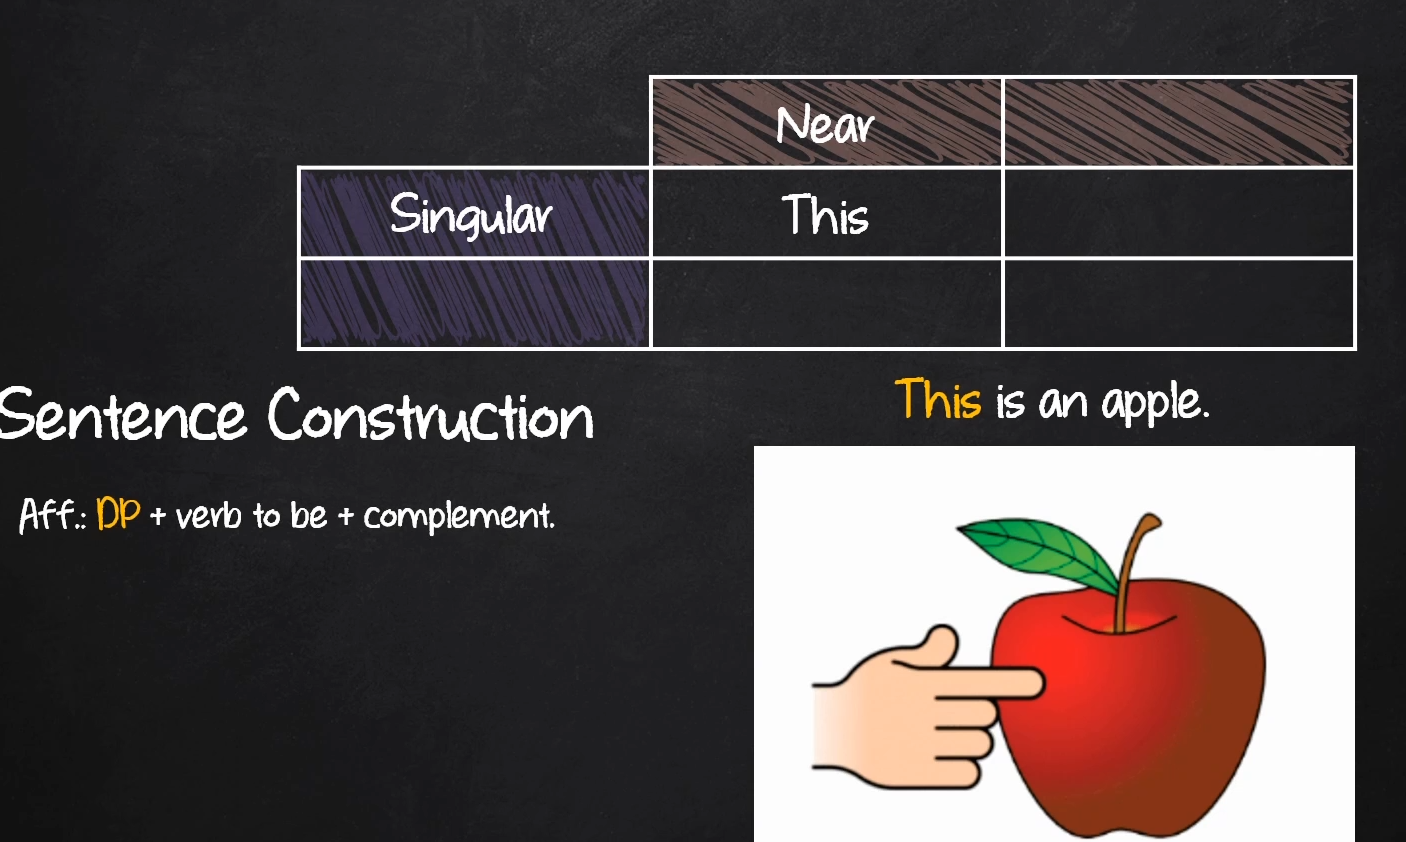 Near
Singular This
Sentence Construction
This is an apple.
Aff.: DP + verb to be + complement.